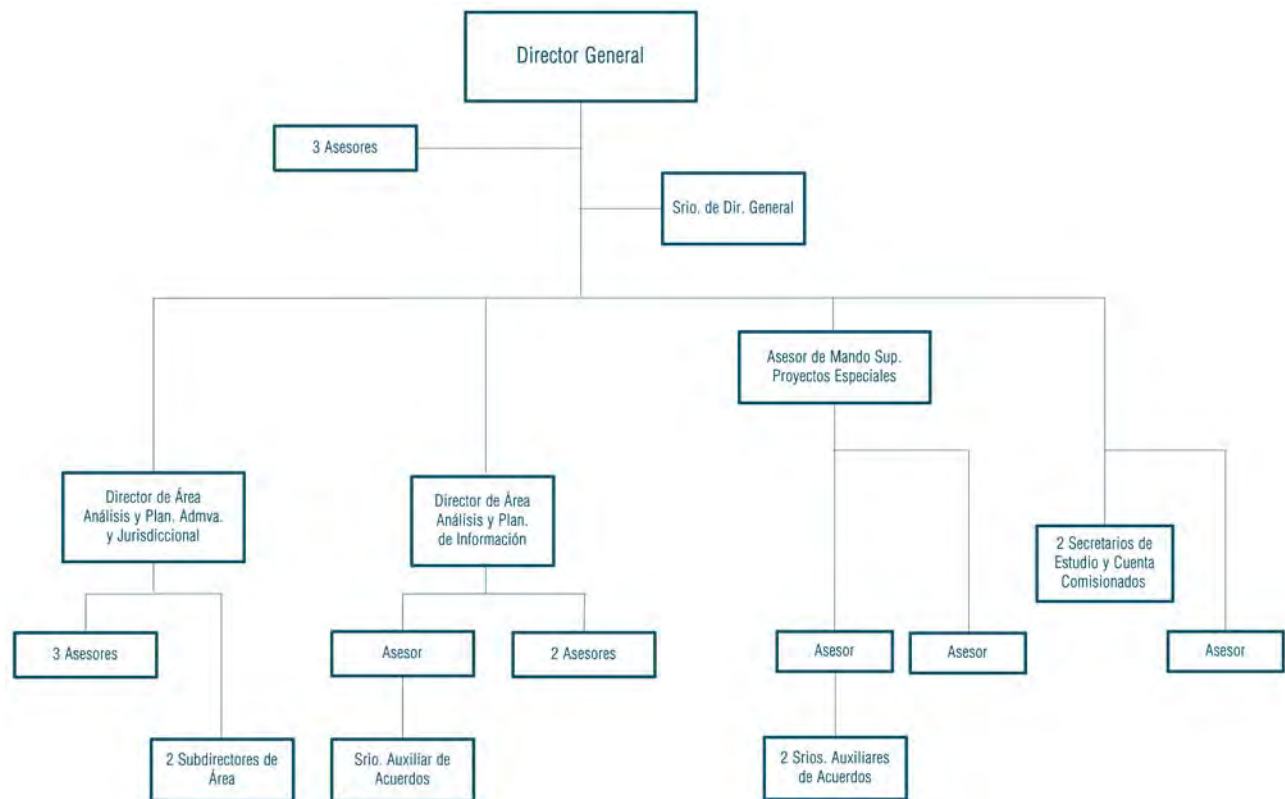 Director General
3 Asesores
Srio. de Dir. General
Asesor de Mando Sup.
Proyectos Especiales
Director de Área
Análisis y Plan. Admva.
y Jurisdiccional
Director de Área
Análisis y Plan.
de Información
2 Secretarios de
Estudio y Cuenta
Comisionados
3 Asesores
Asesor
2 Asesores
Asesor
Asesor
Asesor
2 Subdirectores de
Área
Srio. Auxiliar de
Acuerdos
2 Srios. Auxiliares
de Acuerdos